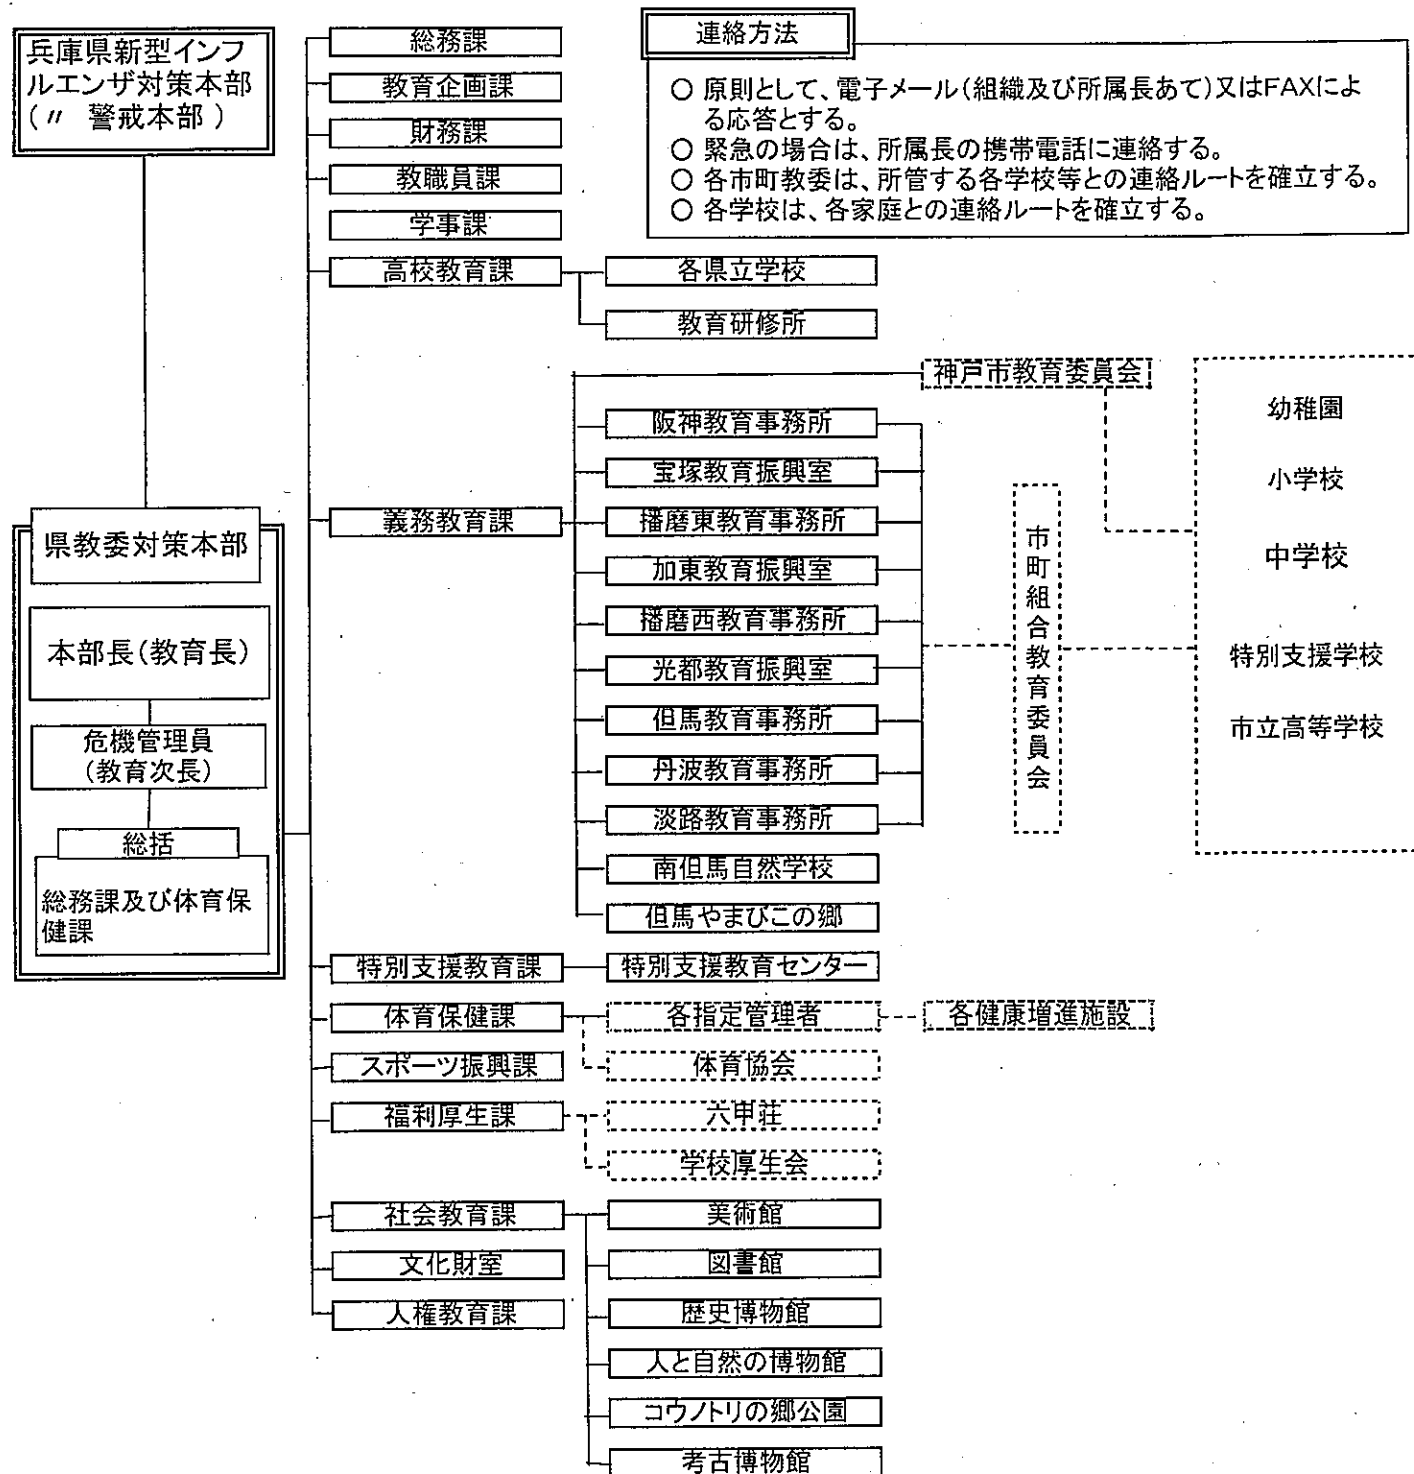 兵庫県新型インフ
ルエンザ対策本部
(〃 警戒本部 )
県教委対策本部
本部長(教育長)
危機管理員
(教育次長)
総括
総務課及び体育保
健課
連絡方法
○ 原則として、電子メール(組織及び所属長あて)又はFAXによ
る応答とする。
○ 緊急の場合は、所属長の携帯電話に連絡する。
○ 各市町教委は、所管する各学校等との連絡ルートを確立する。
○ 各学校は、各家庭との連絡ルートを確立する。
総務課
教育企画課
財務課
教職員課
学事課
高校教育課
各県立学校
教育研修所
義務教育課
神戸市教育委員会
阪神教育事務所
宝塚教育振興室
播磨東教育事務所
加東教育振興室
播磨西教育事務所
光都教育振興室
但馬教育事務所
丹波教育事務所
淡路教育事務所
南但馬自然学校
但馬やまびこの郷
市町組合教育委員会
幼稚園
小学校
中学校
特別支援学校
市立高等学校
特別支援教育課
特別支援教育センター
体育保健課
各指定管理者
各健康増進施設
体育協会
スポーツ振興課
福利厚生課
六甲荘
学校厚生会
社会教育課
美術館
図書館
歴史博物館
人と自然の博物館
コウノトリの郷公園
考古博物館
文化財室
人権教育課